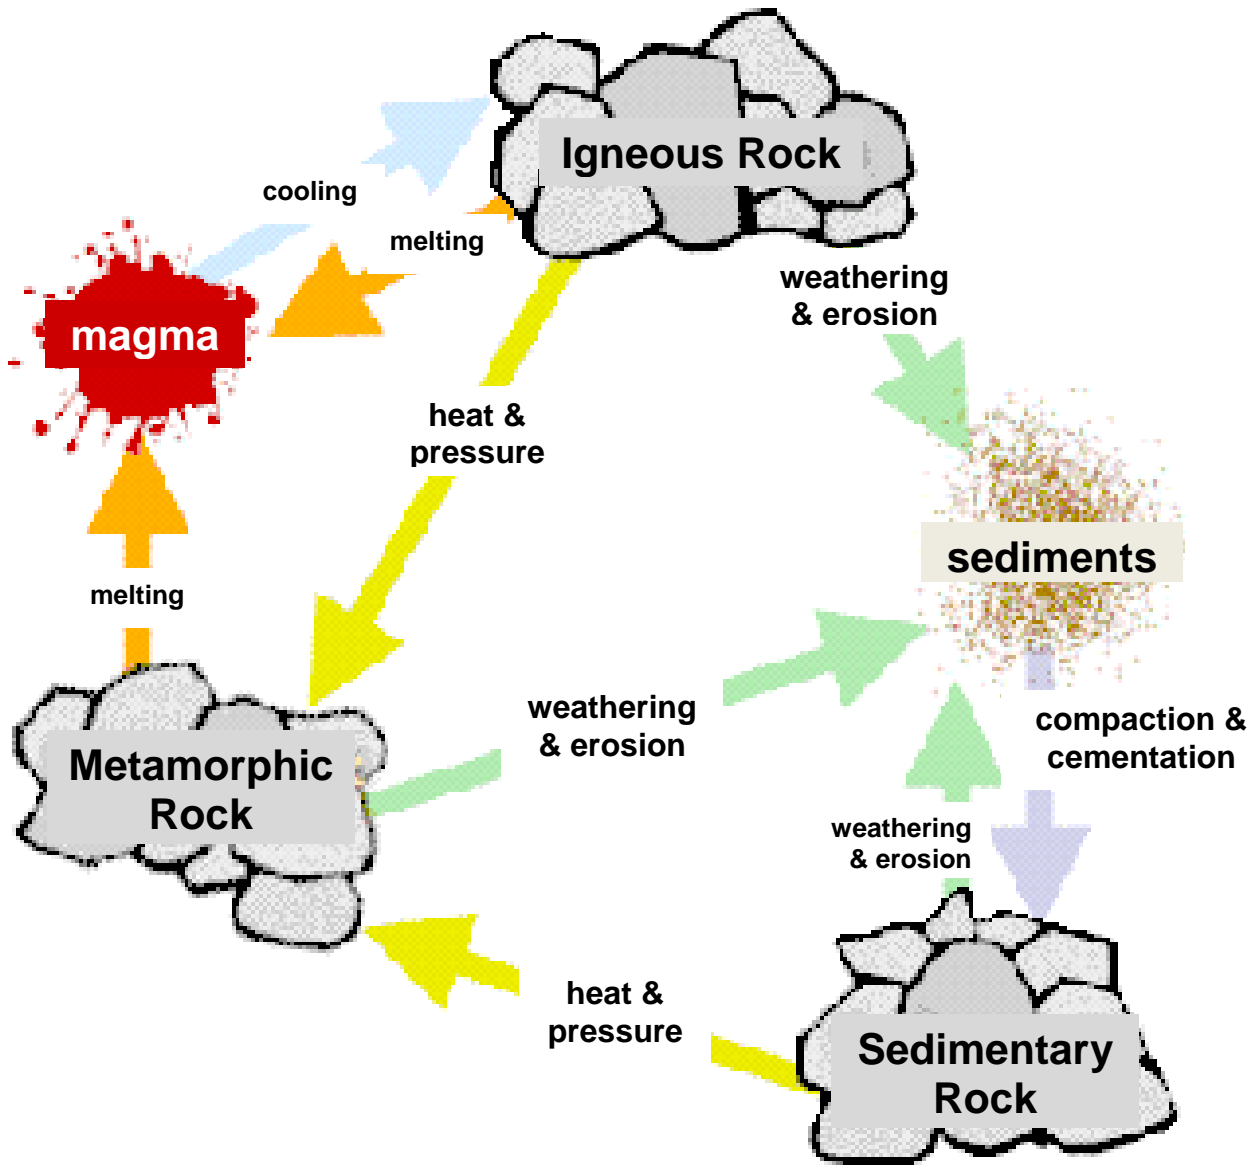 Igneous Rock
cooling
melting
weathering
& erosion
magma
heat &
pressure
sediments
melting
weathering
& erosion
compaction &
cementation
Metamorphic
Rock
weathering
& erosion
heat &
pressure
Sedimentary
Rock